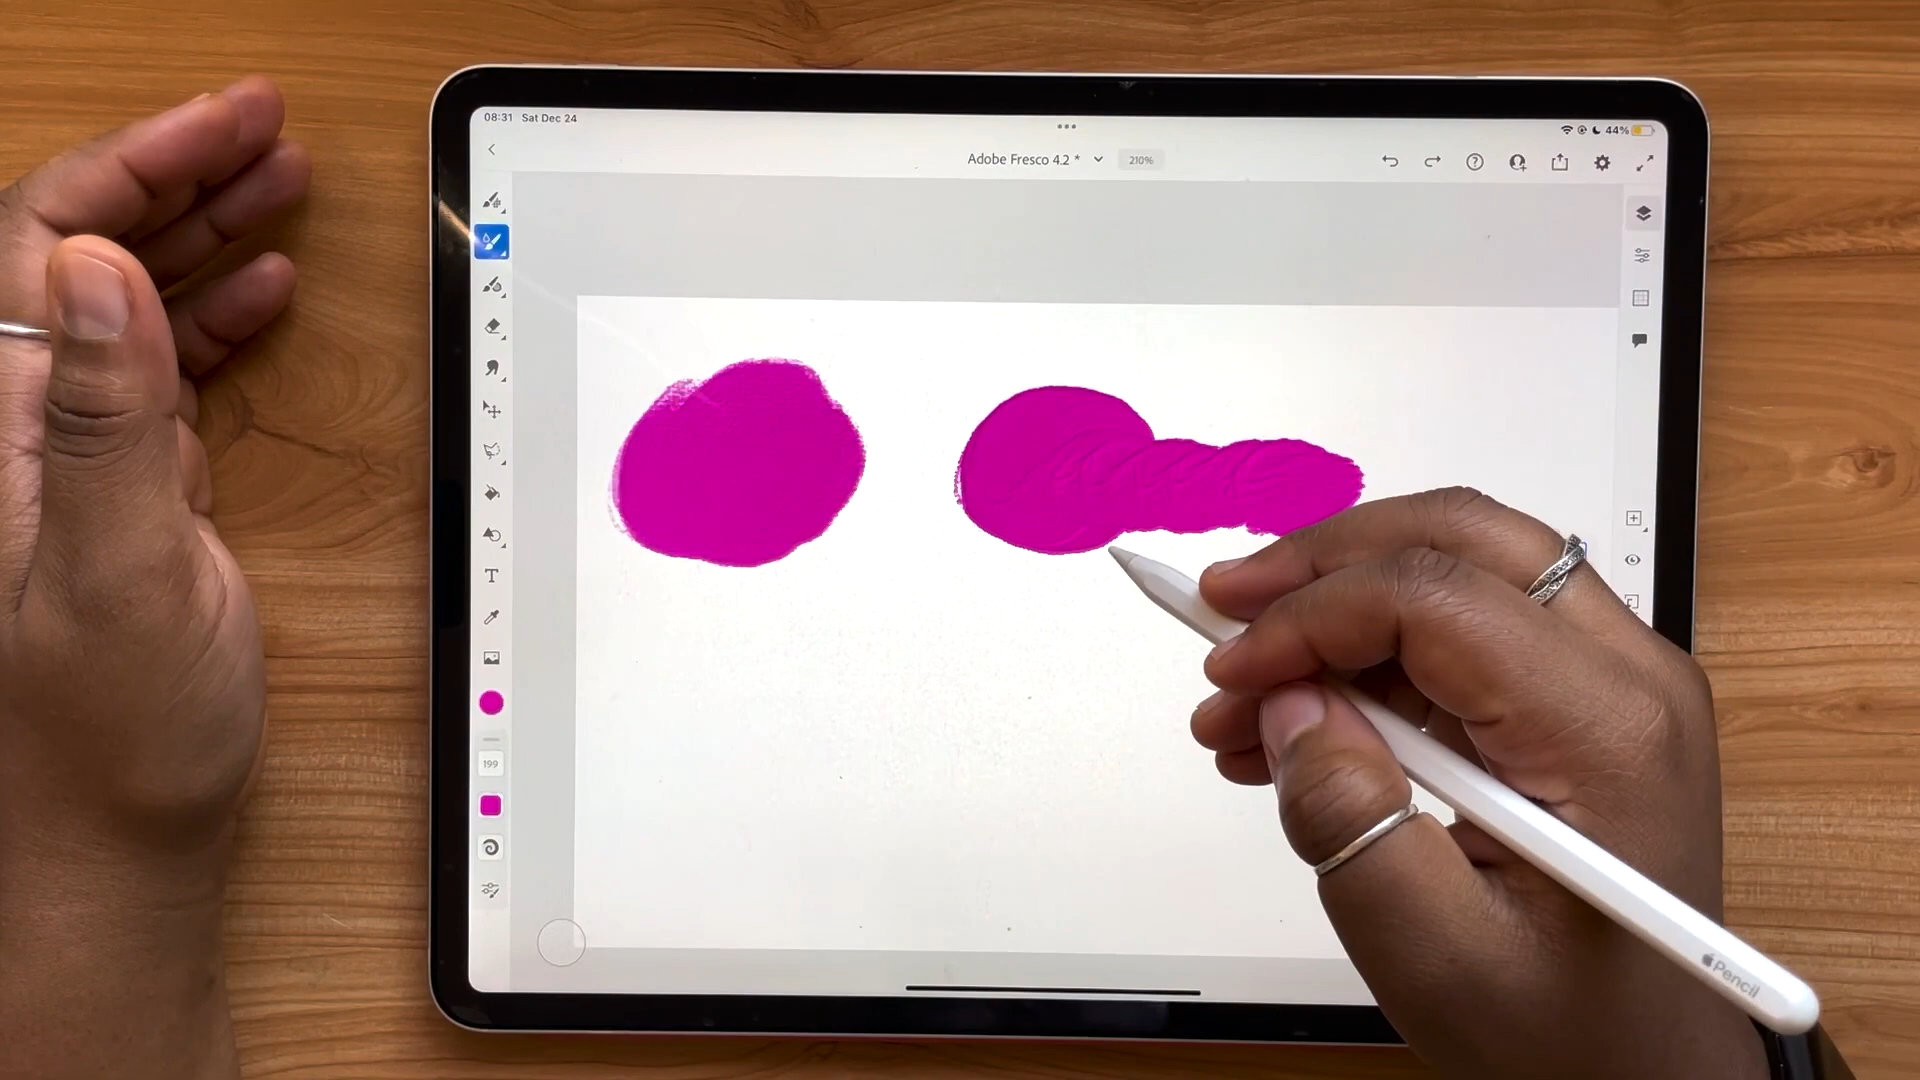 08:31 Sat Dec 24
44%
Adobe Fresco 4.2 *
210%
T
199
Pencil